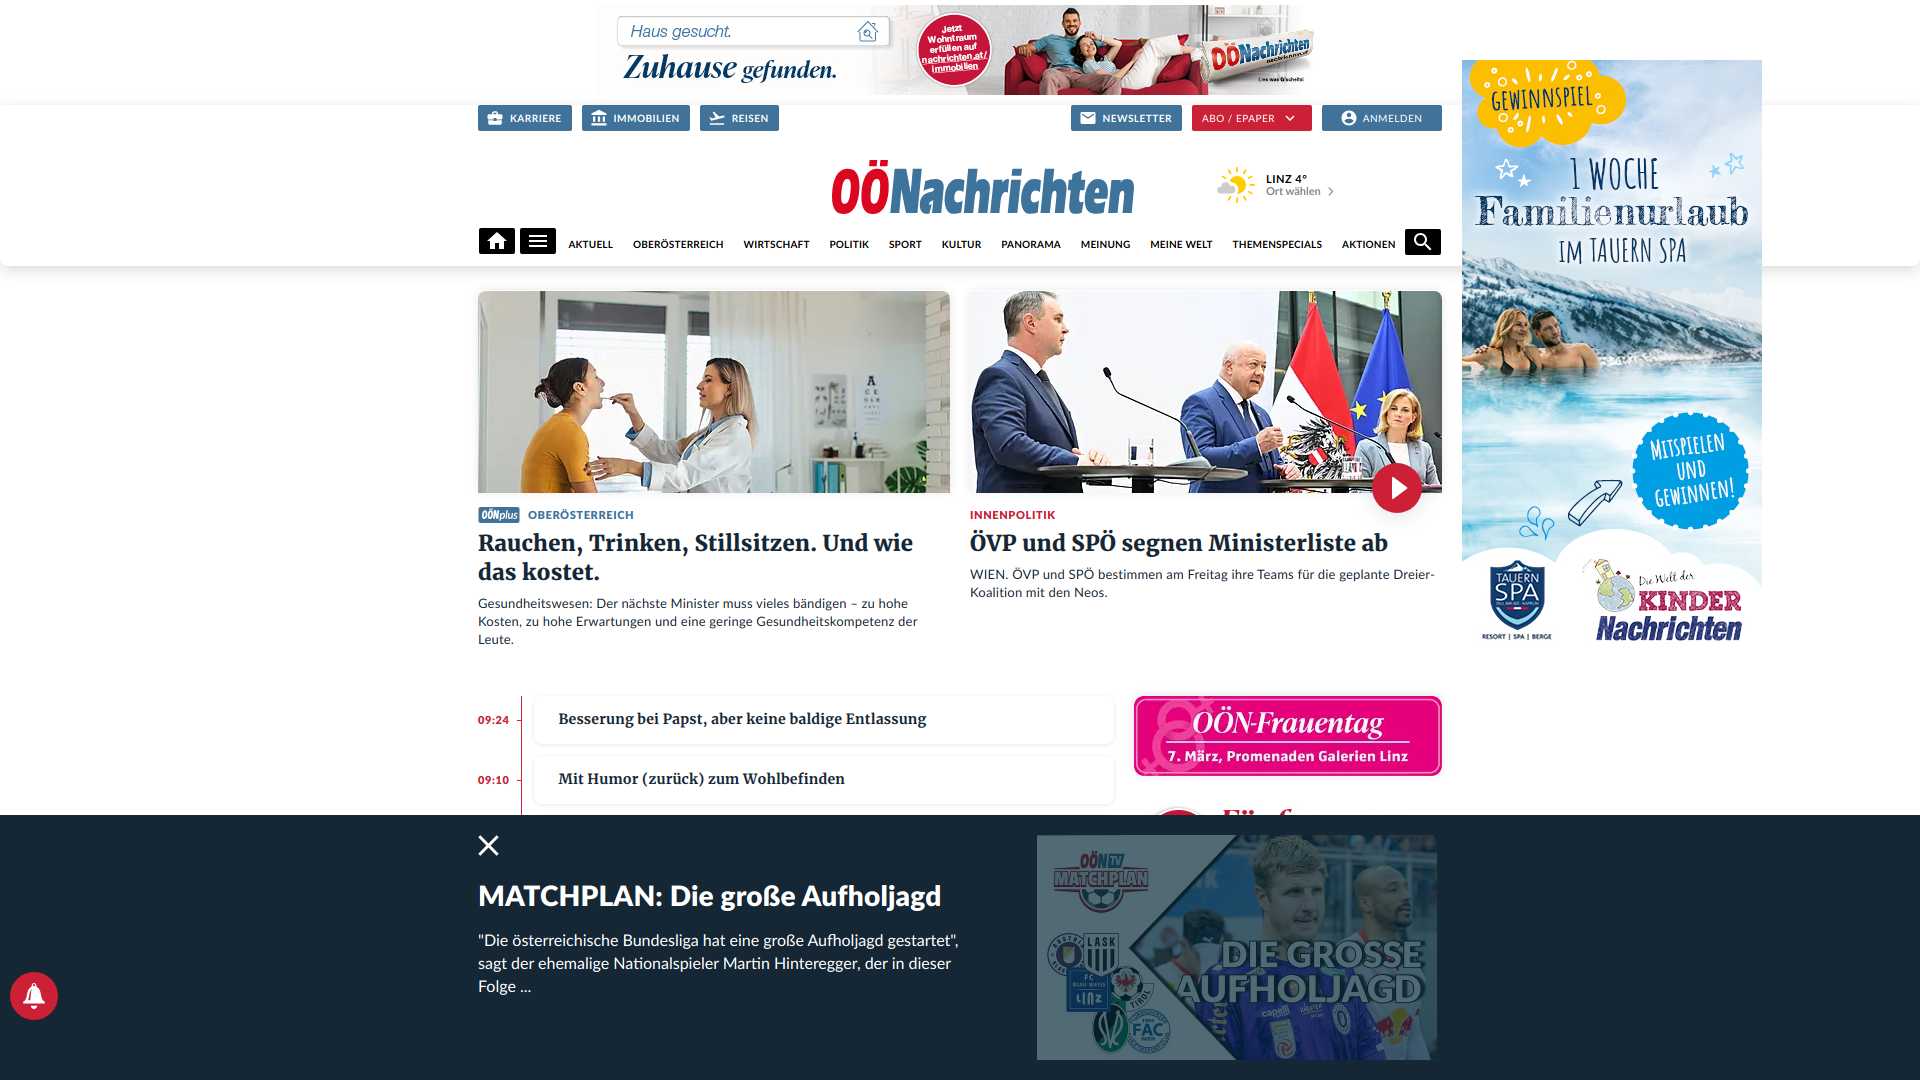 Haus gesucht.
Zuhause gefunden.
Jetzt
Wohntraum
erfüllen auf
nachrichten.at/
immobilien
OÖNachrichten
Lies was G'scheits!
KARRIERE
IMMOBILIEN
REISEN
NEWSLETTER
ABO / EPAPER
ANMELDEN
OÖNachrichten
LINZ 4°
Ort wählen
AKTUELL
OBERÖSTERREICH
WIRTSCHAFT
POLITIK
SPORT
KULTUR
PANORAMA
MEINUNG
MEINE WELT
THEMENSPECIALS
AKTIONEN
GEWINNSPIEL
1 WOCHE
Familienurlaub
IM TAUERN SPA
MITSPIELEN
UND
GEWINNEN!
TAUERN
SPA
RESORT | SPA | BERGE
Die Welt der
KINDER
Nachrichten
OÖNplus OBERÖSTERREICH
Rauchen, Trinken, Stillsitzen. Und wie
das kostet.
Gesundheitswesen: Der nächste Minister muss vieles bändigen – zu hohe
Kosten, zu hohe Erwartungen und eine geringe Gesundheitskompetenz der
Leute.
INNENPOLITIK
ÖVP und SPÖ segnen Ministerliste ab
WIEN. ÖVP und SPÖ bestimmen am Freitag ihre Teams für die geplante Dreier-
Koalition mit den Neos.
09:24
Besserung bei Papst, aber keine baldige Entlassung
09:10
Mit Humor (zurück) zum Wohlbefinden
OÖN-Frauentag
7. März, Promenaden Galerien Linz
MATCHPLAN: Die große Aufholjagd
"Die österreichische Bundesliga hat eine große Aufholjagd gestartet",
sagt der ehemalige Nationalspieler Martin Hinteregger, der in dieser
Folge ...
OÖN TV
MATCHPLAN
LASK
FC
BLAU WEISS
LINZ
TIROL
FAC
DIE GROSSE
AUFHOLJAGD
capelli